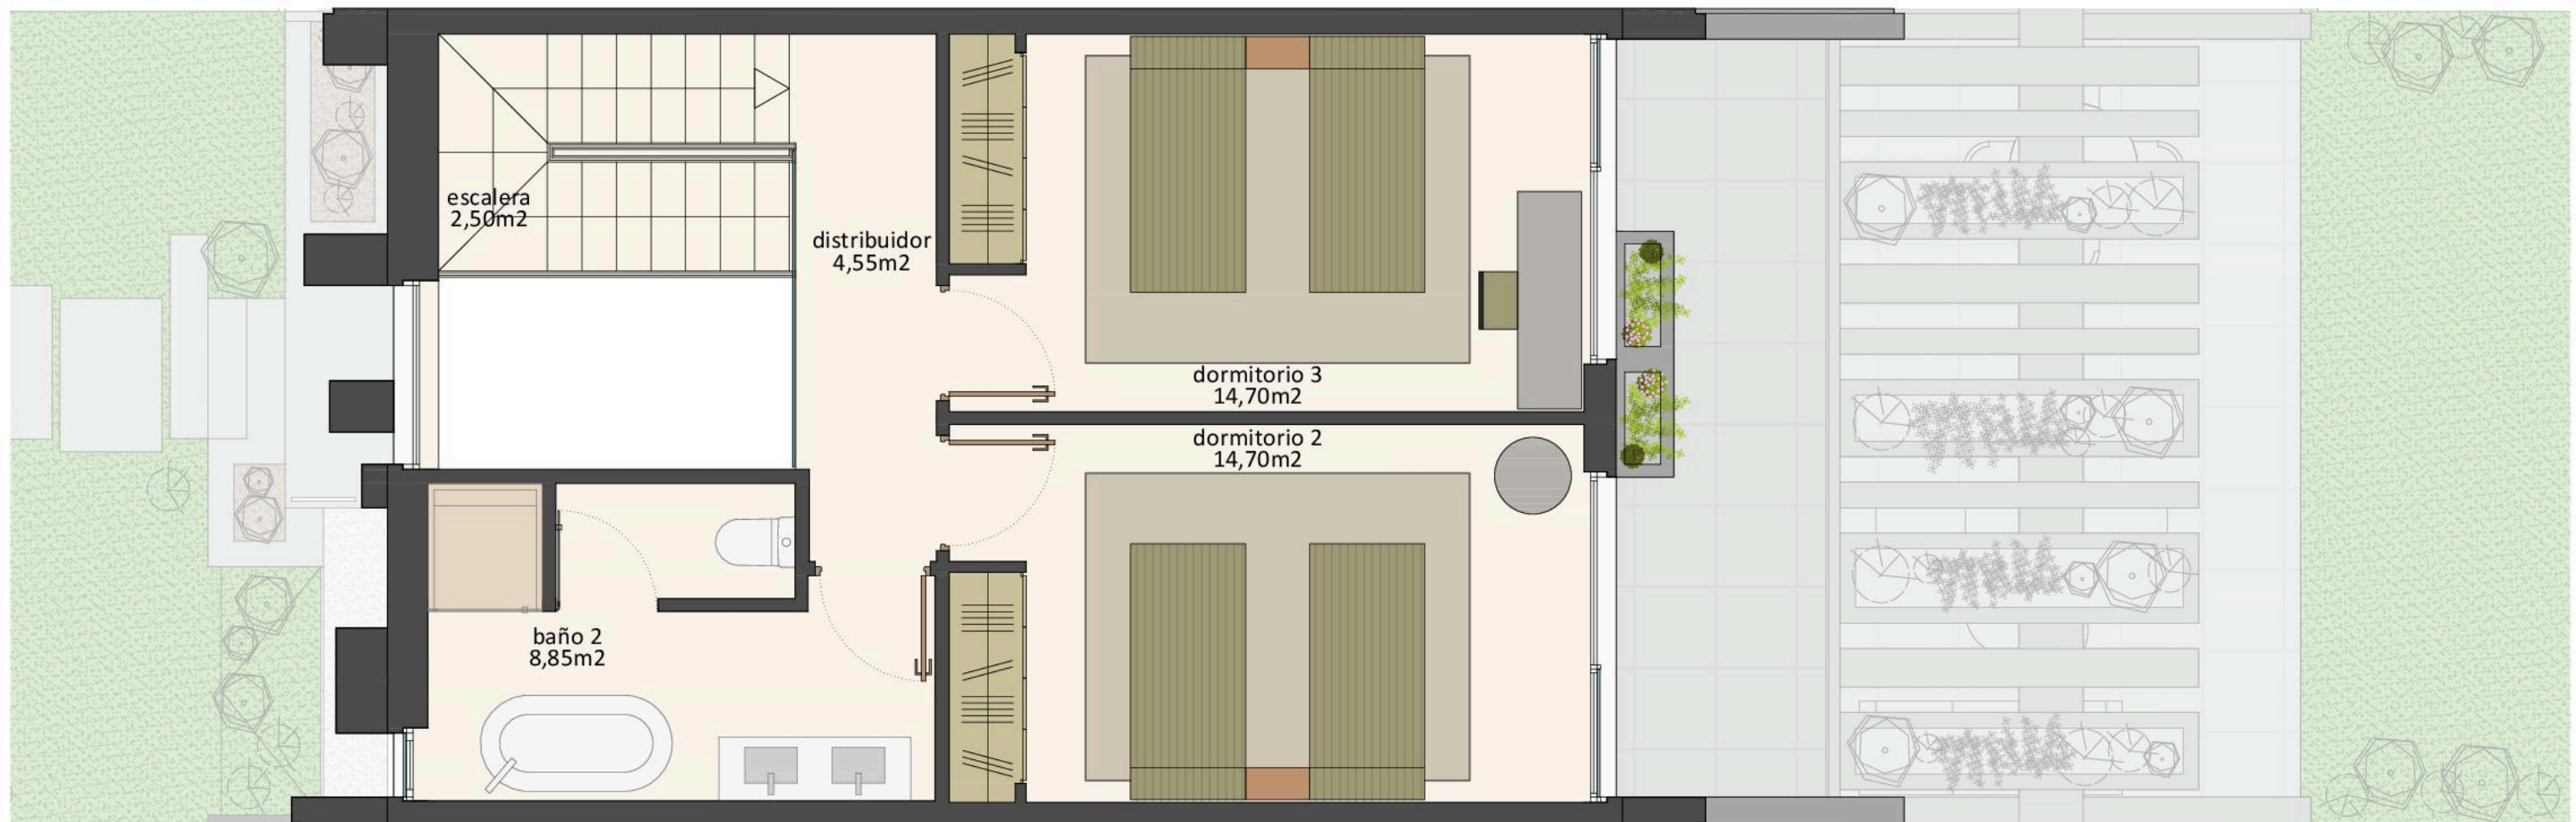 escalera
2,50m2
distribuidor
4,55m2
dormitorio 3
14,70m2
dormitorio 2
14,70m2
baño 2
8,85m2